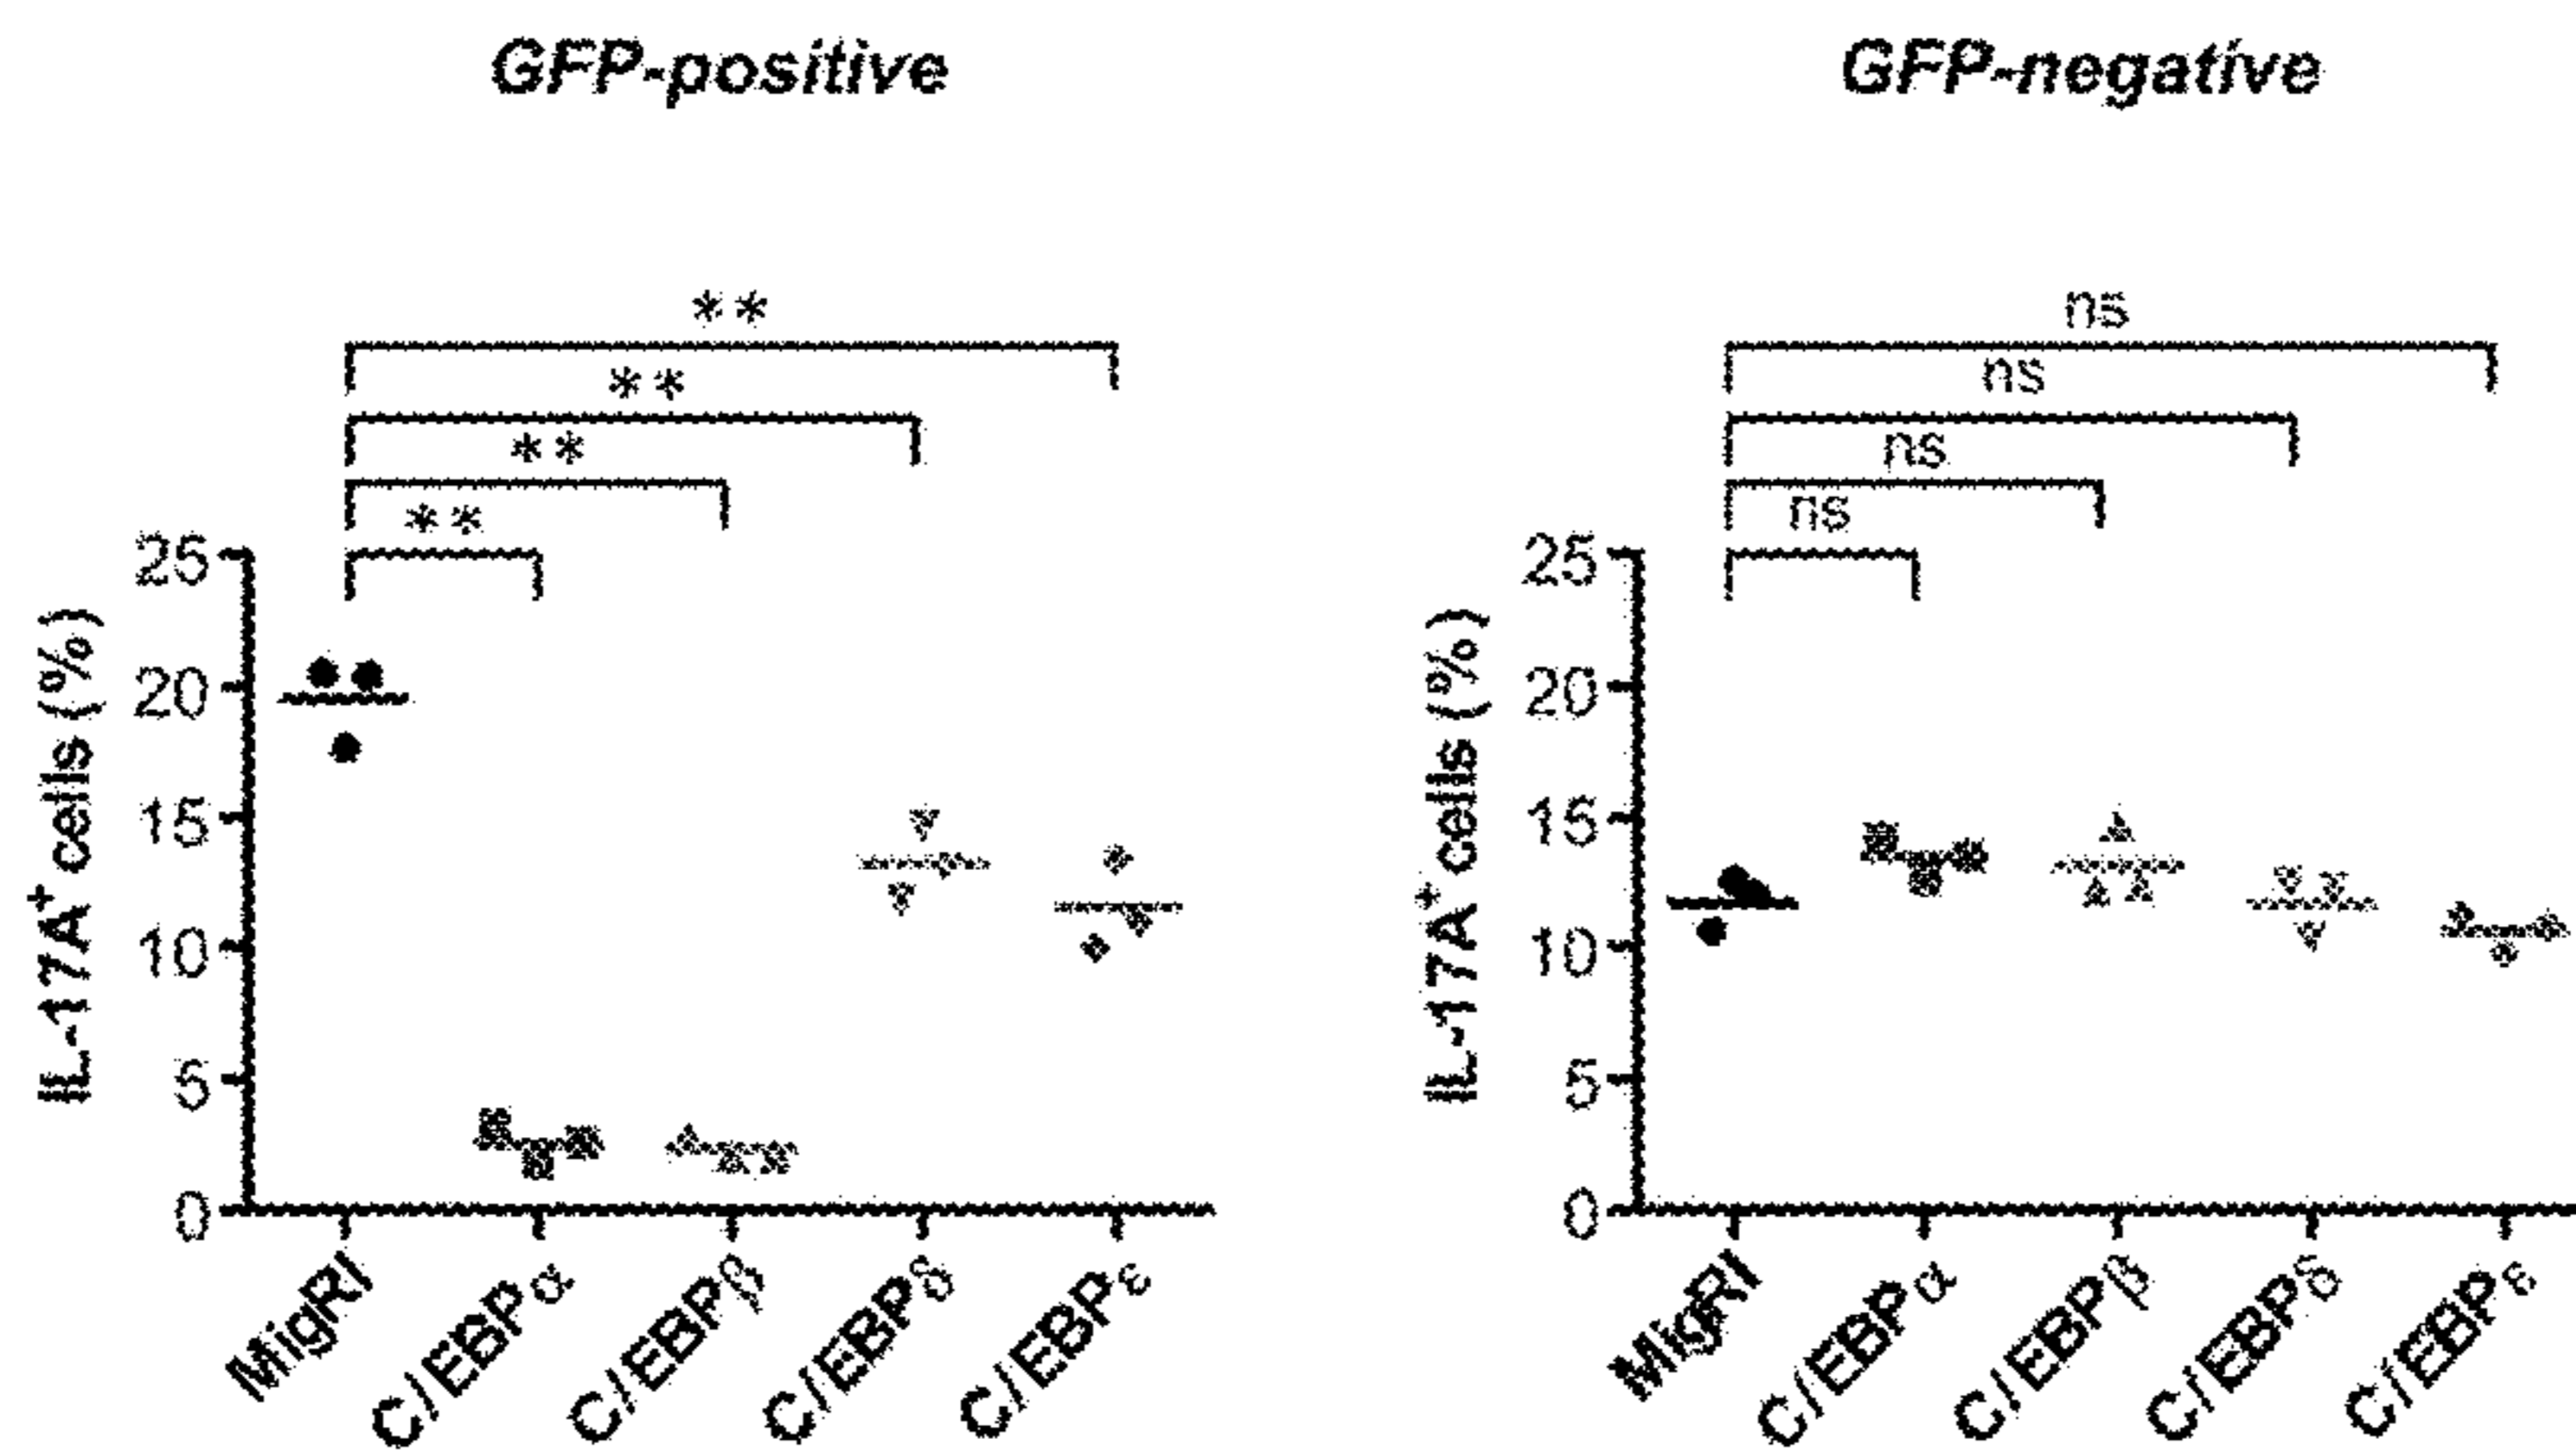 GFP-positive
**
**
**
**
25
20
15
10
5
0
IL-17A+ cells (%)
MigRI
C/EBPα
C/EBPβ
C/EBPδ
C/EBPε
GFP-negative
ns
ns
ns
ns
25
20
15
10
5
0
IL-17A+ cells (%)
MigRI
C/EBPα
C/EBPβ
C/EBPδ
C/EBPε